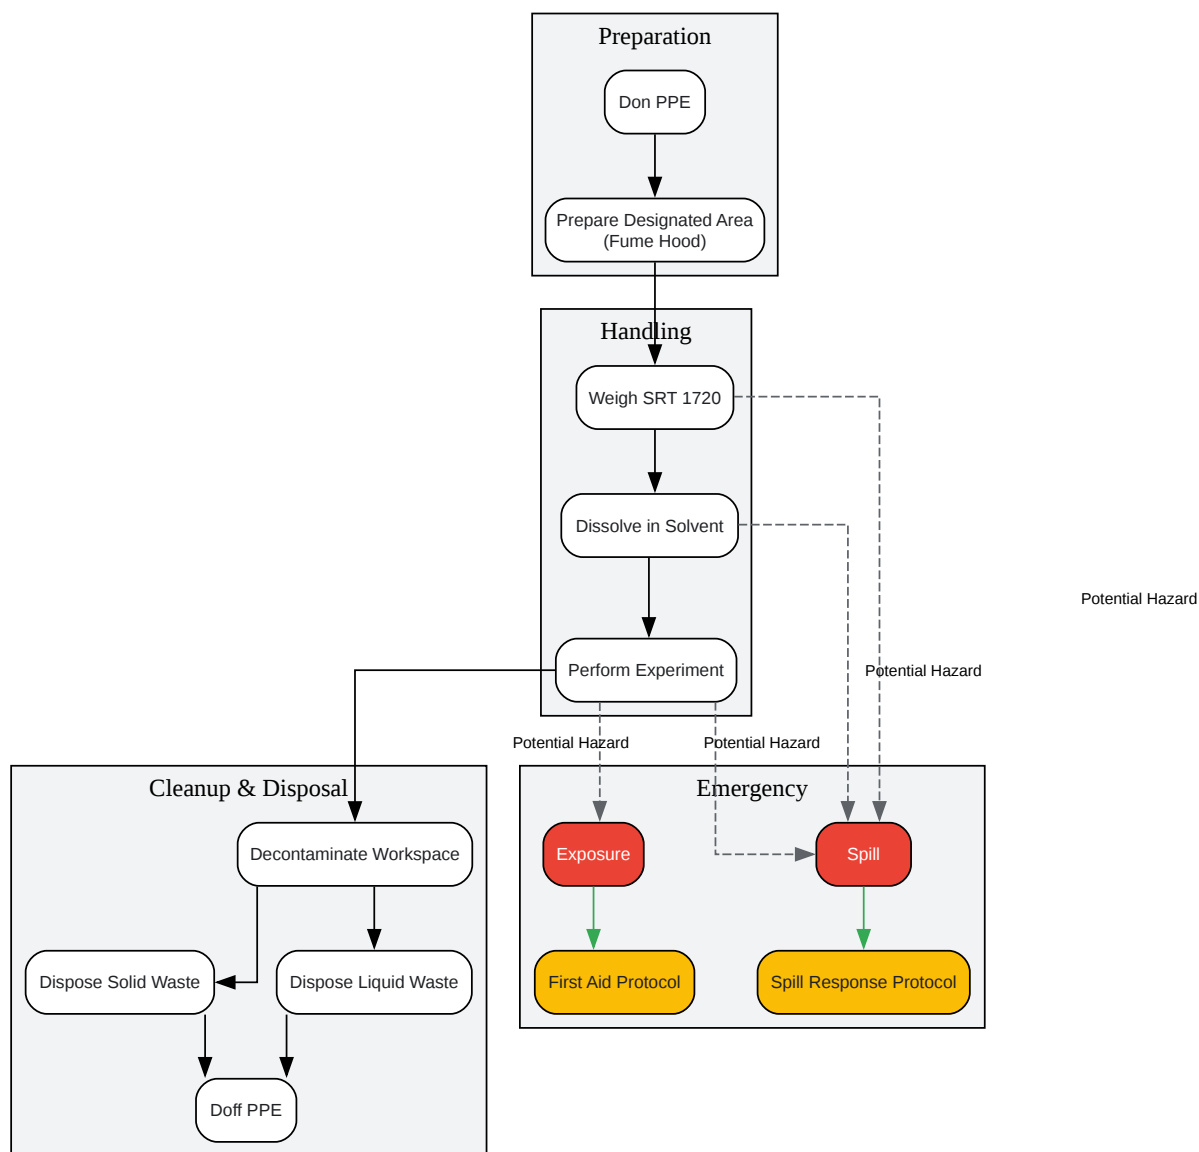 Preparation
Don PPE
Prepare Designated Area
(Fume Hood)
Handling
Weigh SRT 1720
Dissolve in Solvent
Potential Hazard
Perform Experiment
Potential Hazard
Potential Hazard
Potential Hazard
Cleanup & Disposal
Decontaminate Workspace
Dispose Solid Waste
Dispose Liquid Waste
Doff PPE
Emergency
Exposure
Spill
First Aid Protocol
Spill Response Protocol